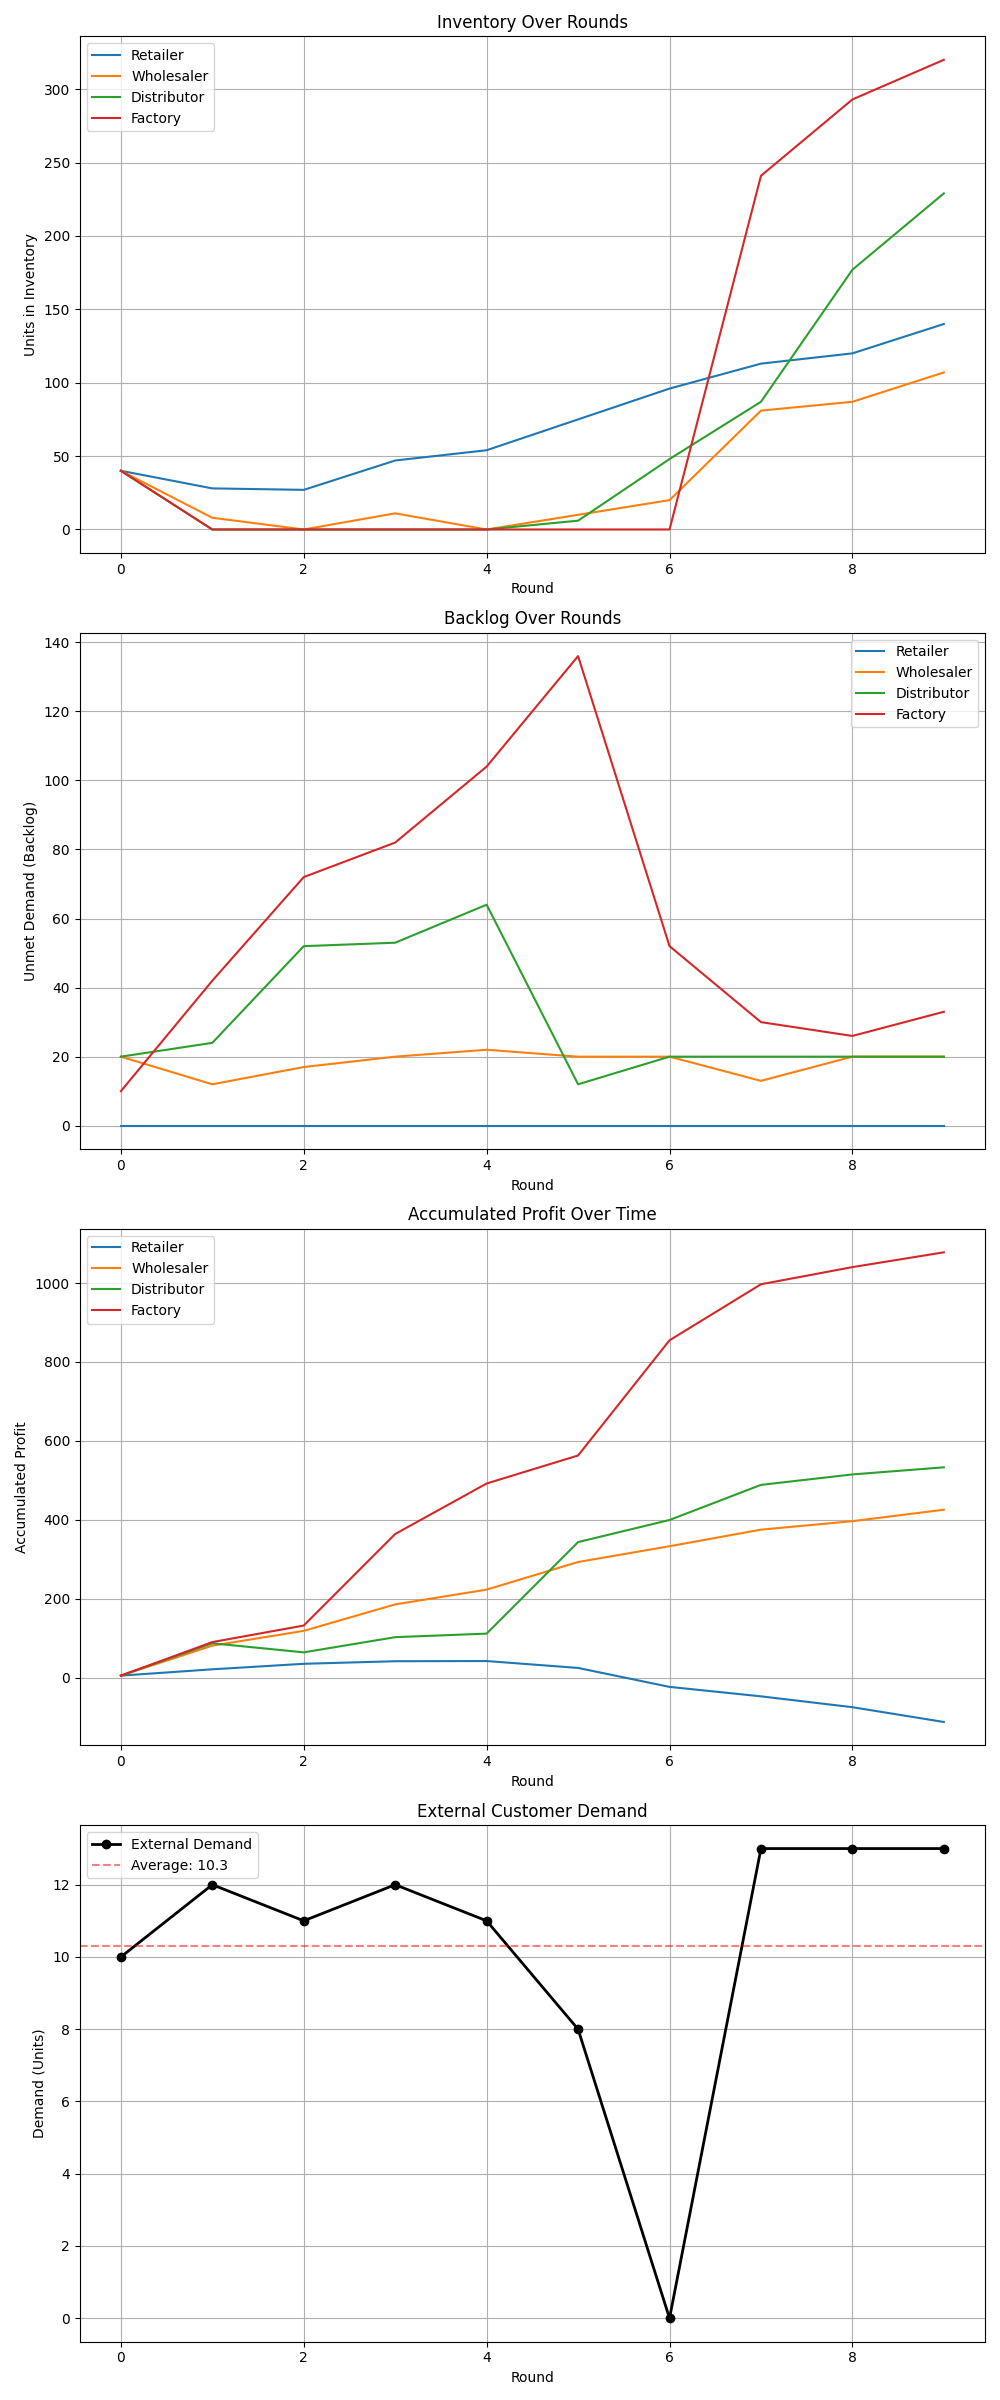 Inventory Over Rounds
Retailer
Wholesaler
Distributor
Factory
Units in Inventory
300
250
200
150
100
50
0
0 2 4 6 8
Round
Backlog Over Rounds
Retailer
Wholesaler
Distributor
Factory
Unmet Demand (Backlog)
140
120
100
80
60
40
20
0
0 2 4 6 8
Round
Accumulated Profit Over Time
Retailer
Wholesaler
Distributor
Factory
Accumulated Profit
1000
800
600
400
200
0
0 2 4 6 8
Round
External Customer Demand
External Demand
Average: 10.3
Demand (Units)
12
10
8
6
4
2
0
0 2 4 6 8
Round